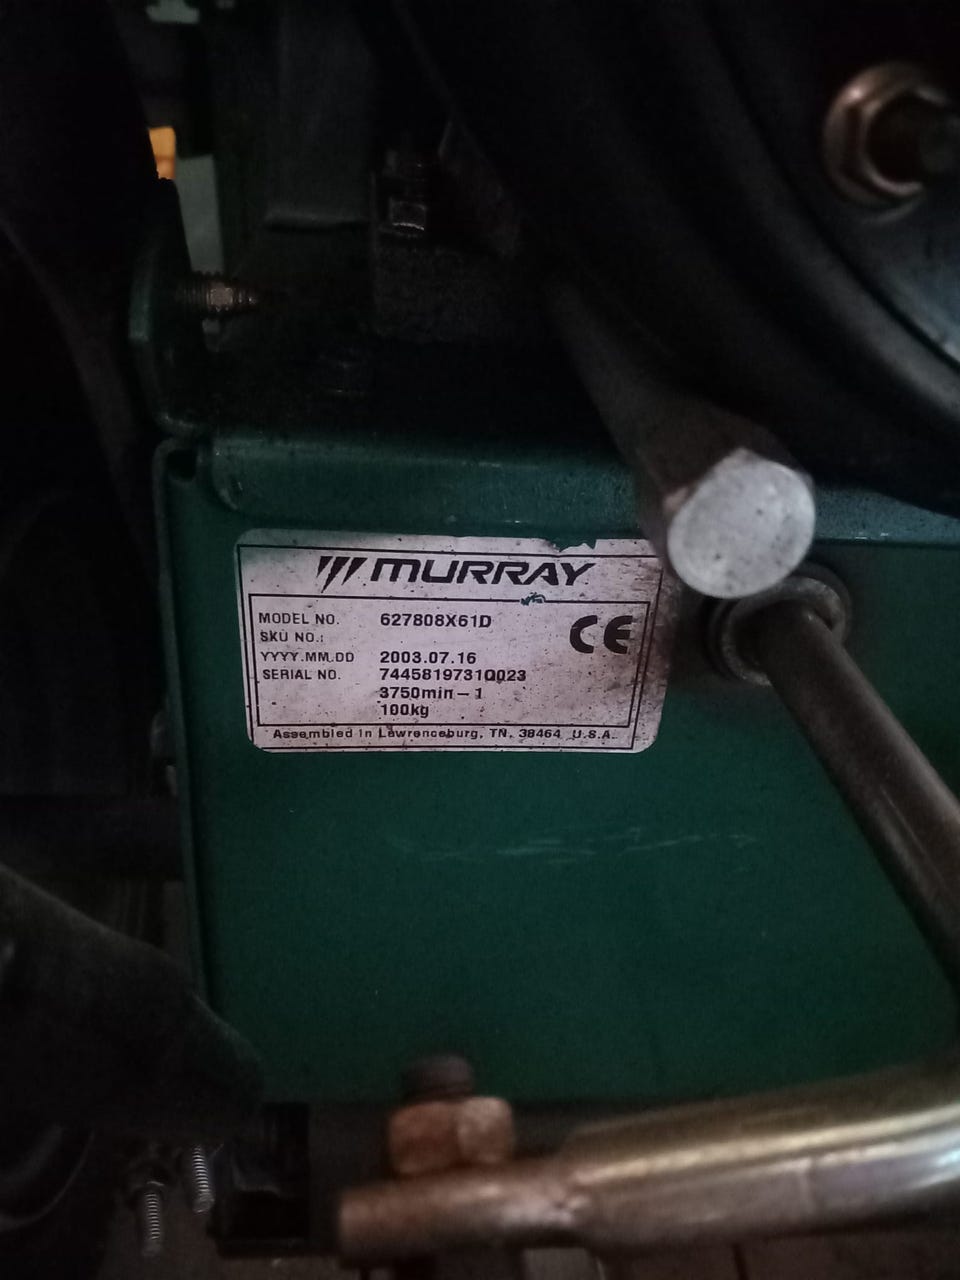 MURRAY
MODEL NO. 627808X61D
SKU NO.:
CE
YYYY.MM.DD 2003.07.16
SERIAL NO. 7445819731Q023
3750min-1
100kg
Assembled in Lawrenceburg, TN. 38464 U.S.A.